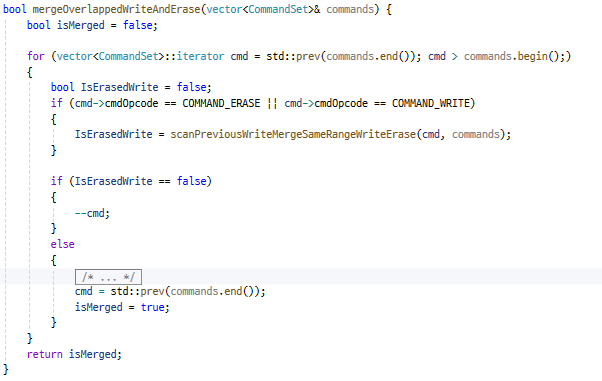 bool mergeOverlappedWriteAndErase(vector<CommandSet>& commands) {
    bool isMerged = false;

    for (vector<CommandSet>::iterator cmd = std::prev(commands.end()); cmd > commands.begin();)
    {
        bool IsErasedWrite = false;
        if (cmd->cmdOpcode == COMMAND_ERASE || cmd->cmdOpcode == COMMAND_WRITE)
        {
            IsErasedWrite = scanPreviousWriteMergeSameRangeWriteErase(cmd, commands);
        }

        if (IsErasedWrite == false)
        {
            --cmd;
        }
        else
        {
            /* ... */
            cmd = std::prev(commands.end());
            isMerged = true;
        }
    }
    return isMerged;
}